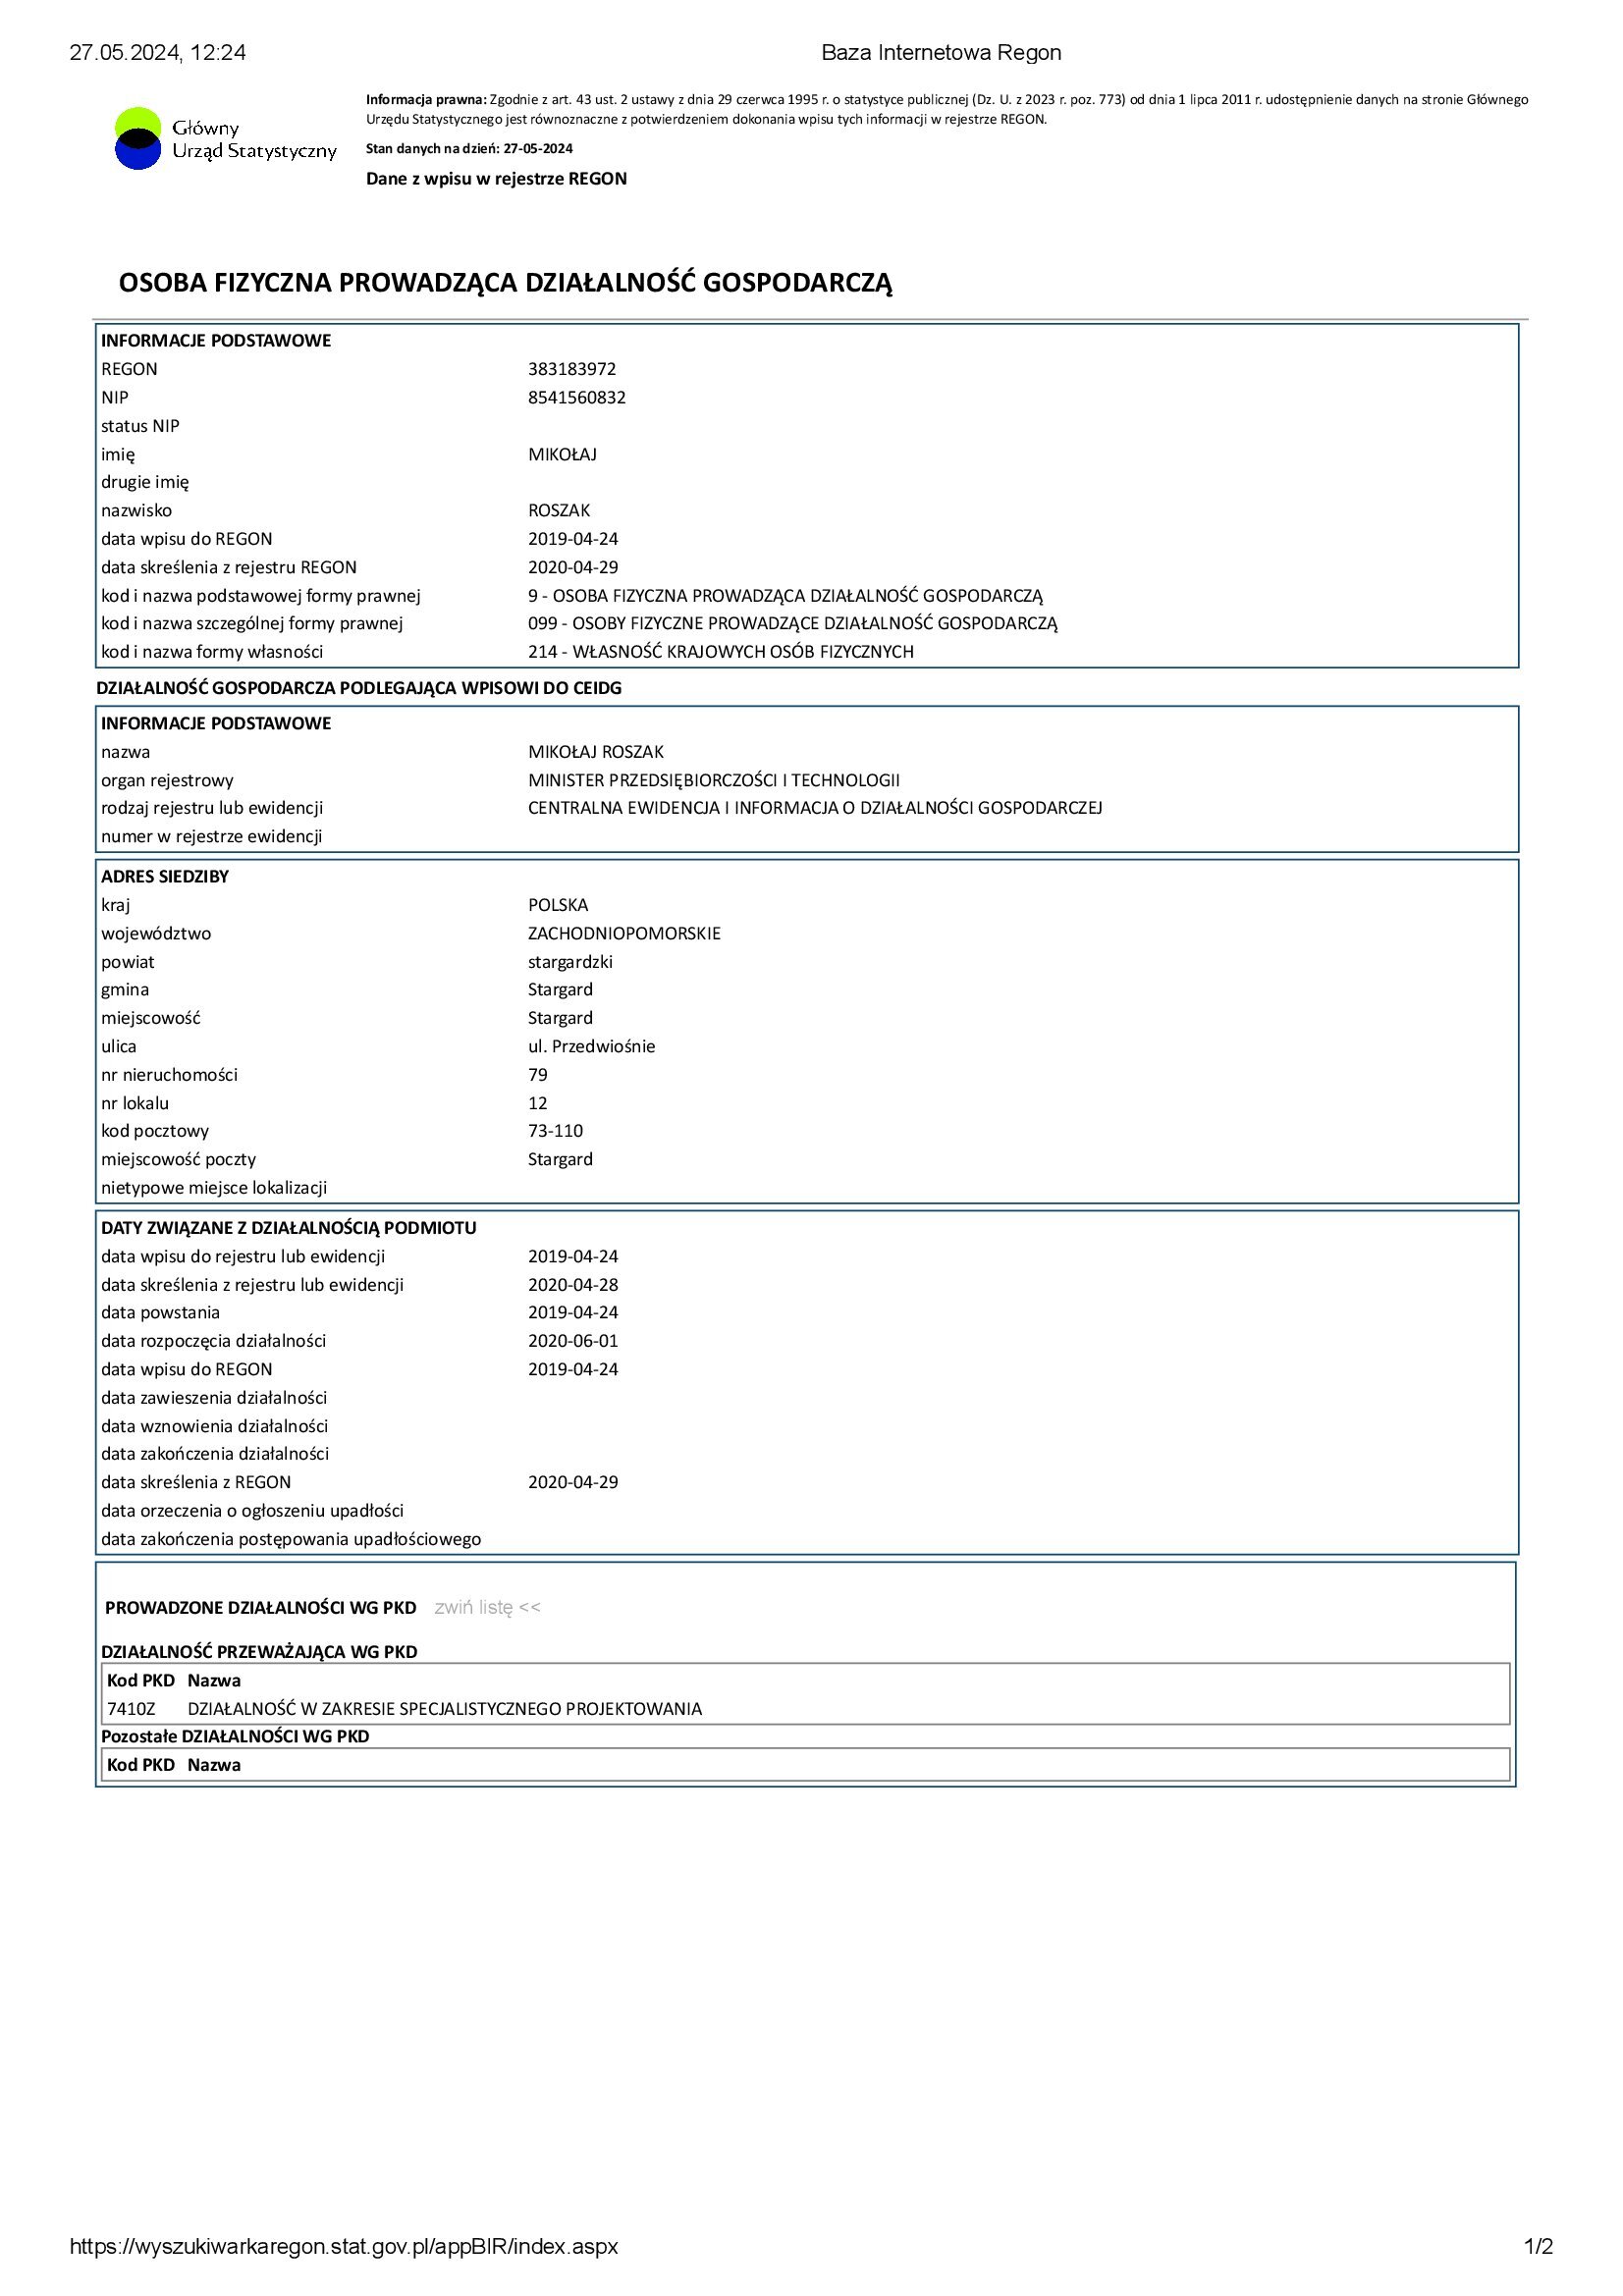 27.05.2024, 12:24 Baza Internetowa Regon
Główny
Urząd Statystyczny
Informacja prawna: Zgodnie z art. 43 ust. 2 ustawy z dnia 29 czerwca 1995 r. o statystyce publicznej (Dz. U. z 2023 r. poz. 773) od dnia 1 lipca 2011 r. udostępnienie danych na stronie Głównego
Urzędu Statystycznego jest równoznaczne z potwierdzeniem dokonania wpisu tych informacji w rejestrze REGON.
Stan danych na dzień: 27-05-2024
Dane z wpisu w rejestrze REGON
OSOBA FIZYCZNA PROWADZĄCA DZIAŁALNOŚĆ GOSPODARCZĄ
INFORMACJE PODSTAWOWE
REGON 383183972
NIP 8541560832
status NIP
imię MIKOŁAJ
drugie imię
nazwisko ROSZAK
data wpisu do REGON 2019-04-24
data skreślenia z rejestru REGON 2020-04-29
kod i nazwa podstawowej formy prawnej 9 - OSOBA FIZYCZNA PROWADZĄCA DZIAŁALNOŚĆ GOSPODARCZĄ
kod i nazwa szczególnej formy prawnej 099 - OSOBY FIZYCZNE PROWADZĄCE DZIAŁALNOŚĆ GOSPODARCZĄ
kod i nazwa formy własności 214 - WŁASNOŚĆ KRAJOWYCH OSÓB FIZYCZNYCH
DZIAŁALNOŚĆ GOSPODARCZA PODLEGAJĄCA WPISOWI DO CEIDG
INFORMACJE PODSTAWOWE
nazwa MIKOŁAJ ROSZAK
organ rejestrowy MINISTER PRZEDSIĘBIORCZOŚCI I TECHNOLOGII
rodzaj rejestru lub ewidencji CENTRALNA EWIDENCJA I INFORMACJA O DZIAŁALNOŚCI GOSPODARCZEJ
numer w rejestrze ewidencji
ADRES SIEDZIBY
kraj POLSKA
województwo ZACHODNIOPOMORSKIE
powiat stargardzki
gmina Stargard
miejscowość Stargard
ulica ul. Przedwiośnie
nr nieruchomości 79
nr lokalu 12
kod pocztowy 73-110
miejscowość poczty Stargard
nietypowe miejsce lokalizacji
DATY ZWIĄZANE Z DZIAŁALNOŚCIĄ PODMIOTU
data wpisu do rejestru lub ewidencji 2019-04-24
data skreślenia z rejestru lub ewidencji 2020-04-28
data powstania 2019-04-24
data rozpoczęcia działalności 2020-06-01
data wpisu do REGON 2019-04-24
data zawieszenia działalności
data wznowienia działalności
data zakończenia działalności
data skreślenia z REGON 2020-04-29
data orzeczenia o ogłoszeniu upadłości
data zakończenia postępowania upadłościowego
PROWADZONE DZIAŁALNOŚCI WG PKD zwiń listę <<
DZIAŁALNOŚĆ PRZEWAŻAJĄCA WG PKD
Kod PKD Nazwa
7410Z DZIAŁALNOŚĆ W ZAKRESIE SPECJALISTYCZNEGO PROJEKTOWANIA
Pozostałe DZIAŁALNOŚCI WG PKD
Kod PKD Nazwa
https://wyszukiwarkaregon.stat.gov.pl/appBIR/index.aspx 1/2